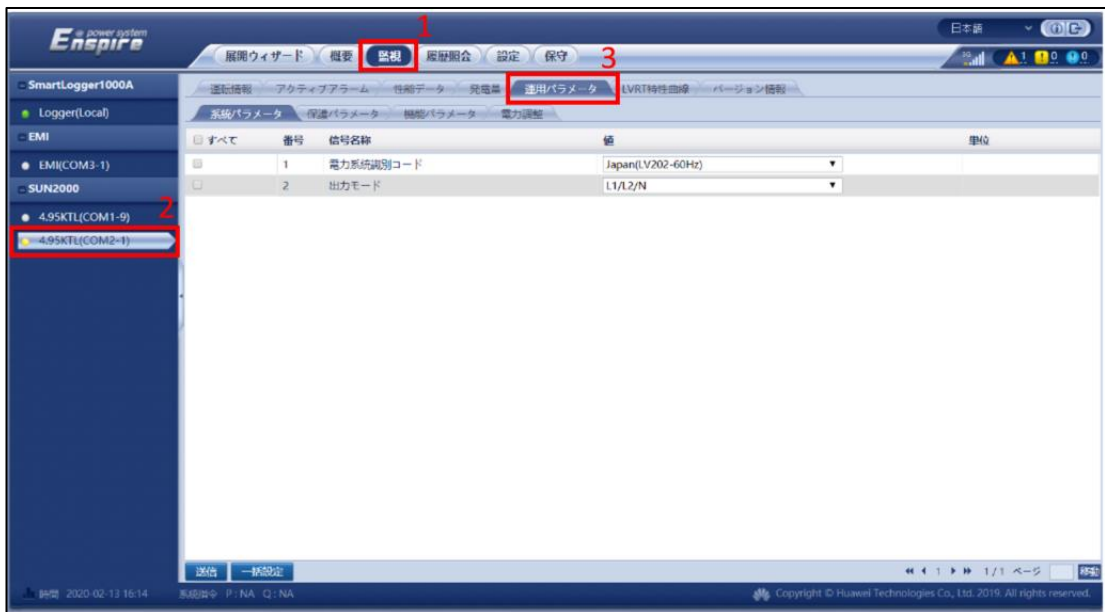 Enspire
e power system
日本語
1
展開ウィザード 概要 監視 履歴照会 設定 保守
3G 1 0 0
3
SmartLogger1000A
運転情報 アクティブアラーム 性能データ 発電量 運用パラメータ LVRT特性曲線 バージョン情報
Logger(Local)
系統パラメータ 保護パラメータ 機能パラメータ 電力調整
EMI
すべて 番号 信号名称 値 単位
EMI(COM3-1)
1 電力系統識別コード Japan(LV202-60Hz)
SUN2000
2 出力モード L1/L2/N
4.95KTL(COM1-9)
2
4.95KTL(COM2-1)
送信 一括設定
1 1/1 ページ 移動
時間 2020-02-13 16:14
系統指令 P:NA Q:NA
Copyright © Huawei Technologies Co., Ltd. 2019. All rights reserved.